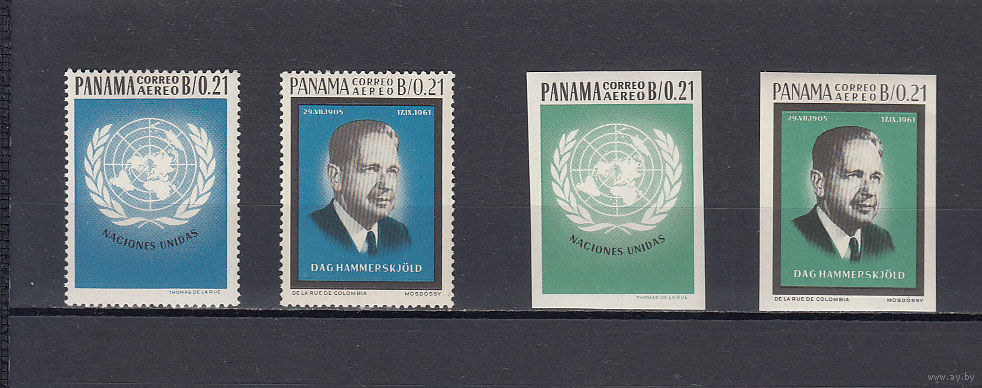 PANAMA CORREO AEREO B/0.21
NACIONES UNIDAS
THOMAS DE LA RUE
PANAMA CORREO AEREO B/0.21
29.VII.1905 17.IX.1961
DAG HAMMERSKJÖLD
DE LA RUE DE COLOMBIA MOSDÓSSY
PANAMA CORREO AEREO B/0.21
NACIONES UNIDAS
THOMAS DE LA RUE
PANAMA CORREO AEREO B/0.21
29.VII.1905 17.IX.1961
DAG HAMMERSKJÖLD
DE LA RUE DE COLOMBIA MOSDÓSSY
www.ay.by